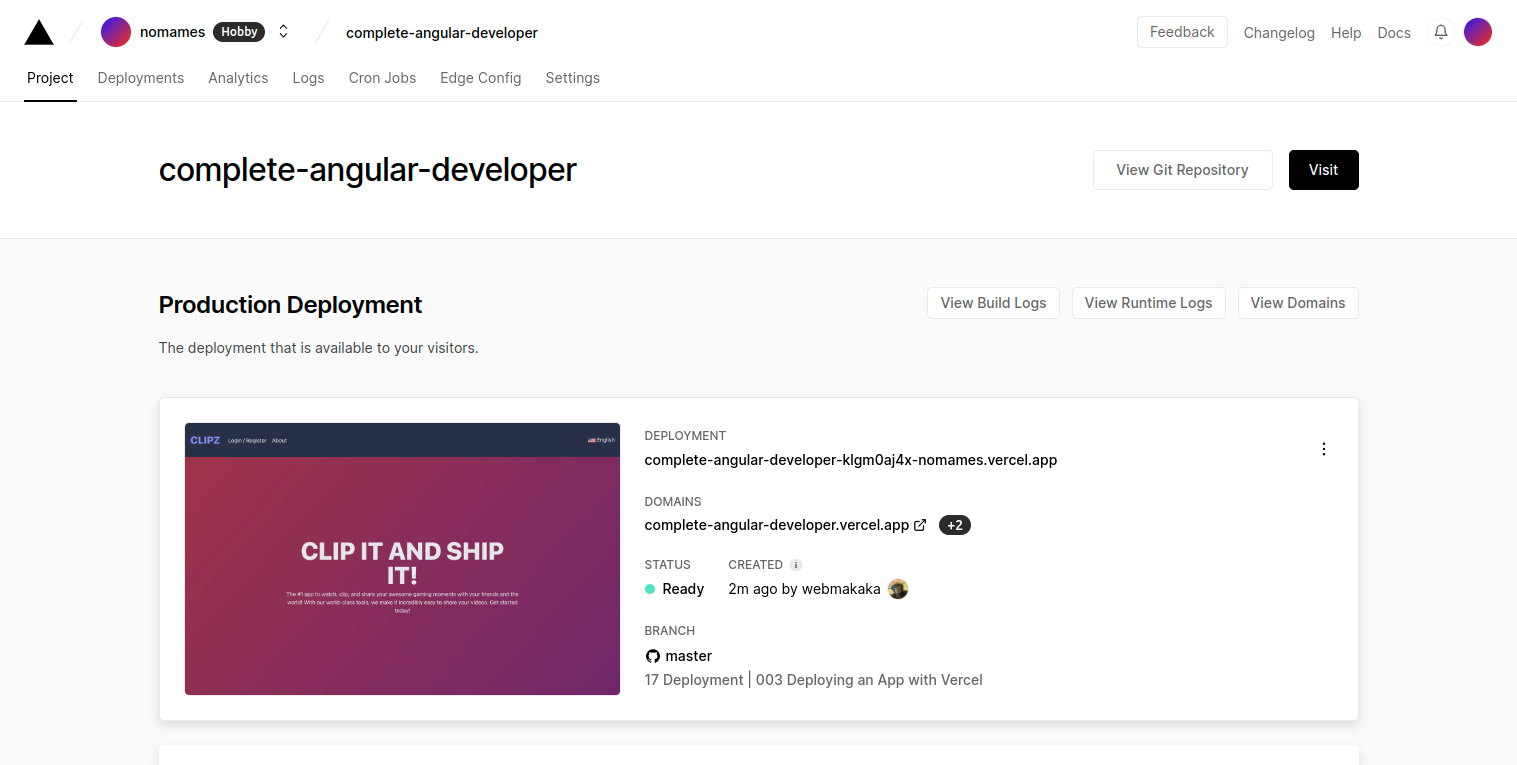 nomames Hobby complete-angular-developer Feedback Changelog Help Docs
Project Deployments Analytics Logs Cron Jobs Edge Config Settings
complete-angular-developer View Git Repository Visit
Production Deployment View Build Logs View Runtime Logs View Domains
The deployment that is available to your visitors.
CLIPZ Login / Register About English
CLIP IT AND SHIP
IT!
The #1 app to watch, clip, and share your awesome gaming moments with your friends and the
world! With our world-class tools, we make it incredibly easy to share your videos. Get started
today!
DEPLOYMENT
complete-angular-developer-klgm0aj4x-nomames.vercel.app
DOMAINS
complete-angular-developer.vercel.app +2
STATUS CREATED i
Ready 2m ago by webmakaka
BRANCH
master
17 Deployment | 003 Deploying an App with Vercel